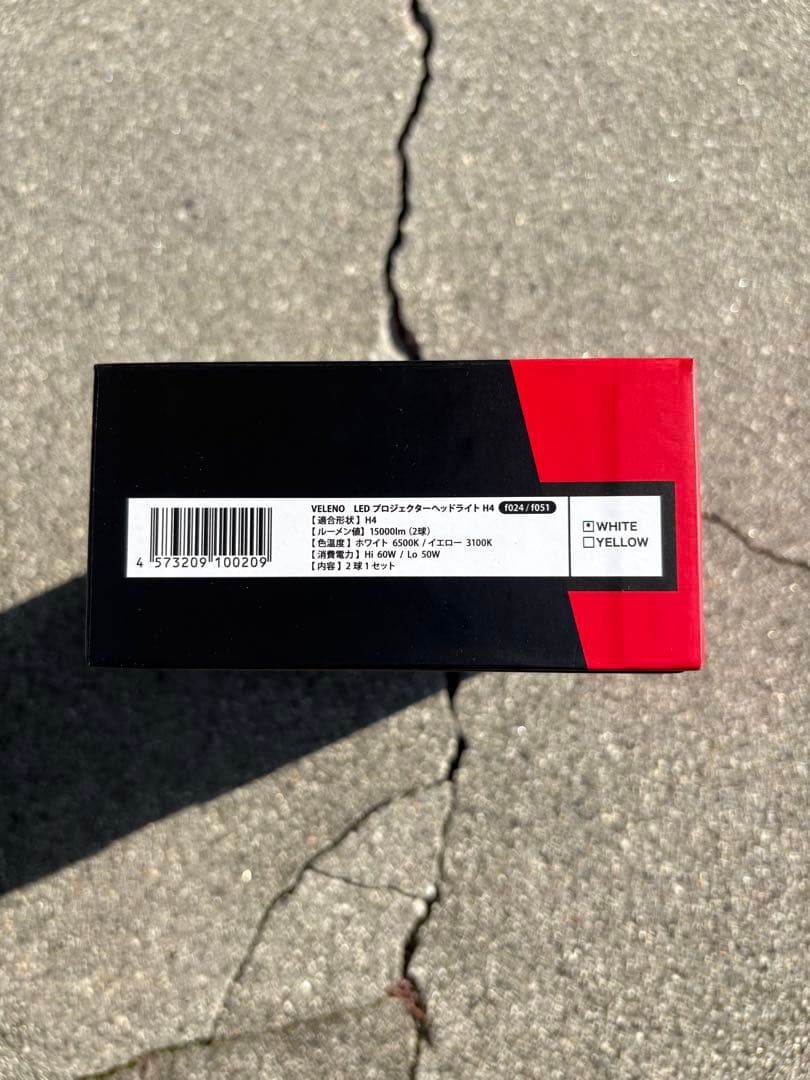 VELENO LED プロジェクターヘッドライト H4 f024 / f051
【適合形状】H4
【ルーメン値】15000lm（2球）
【色温度】ホワイト 6500K / イエロー 3100K
【消費電力】Hi 60W / Lo 50W
【内容】2球1セット
4 573209 100209
WHITE
YELLOW